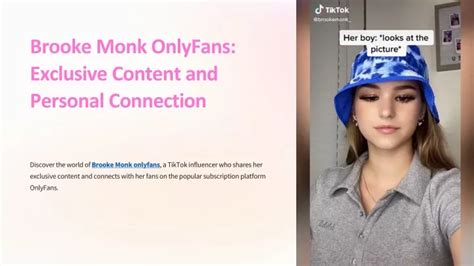 Brooke Monk OnlyFans:
Exclusive Content and
Personal Connection
Discover the world of Brooke Monk onlyfans, a TikTok influencer who shares her
exclusive content and connects with her fans on the popular subscription platform
OnlyFans.
TikTok
@brookemonk_
Her boy: *looks at the
picture*